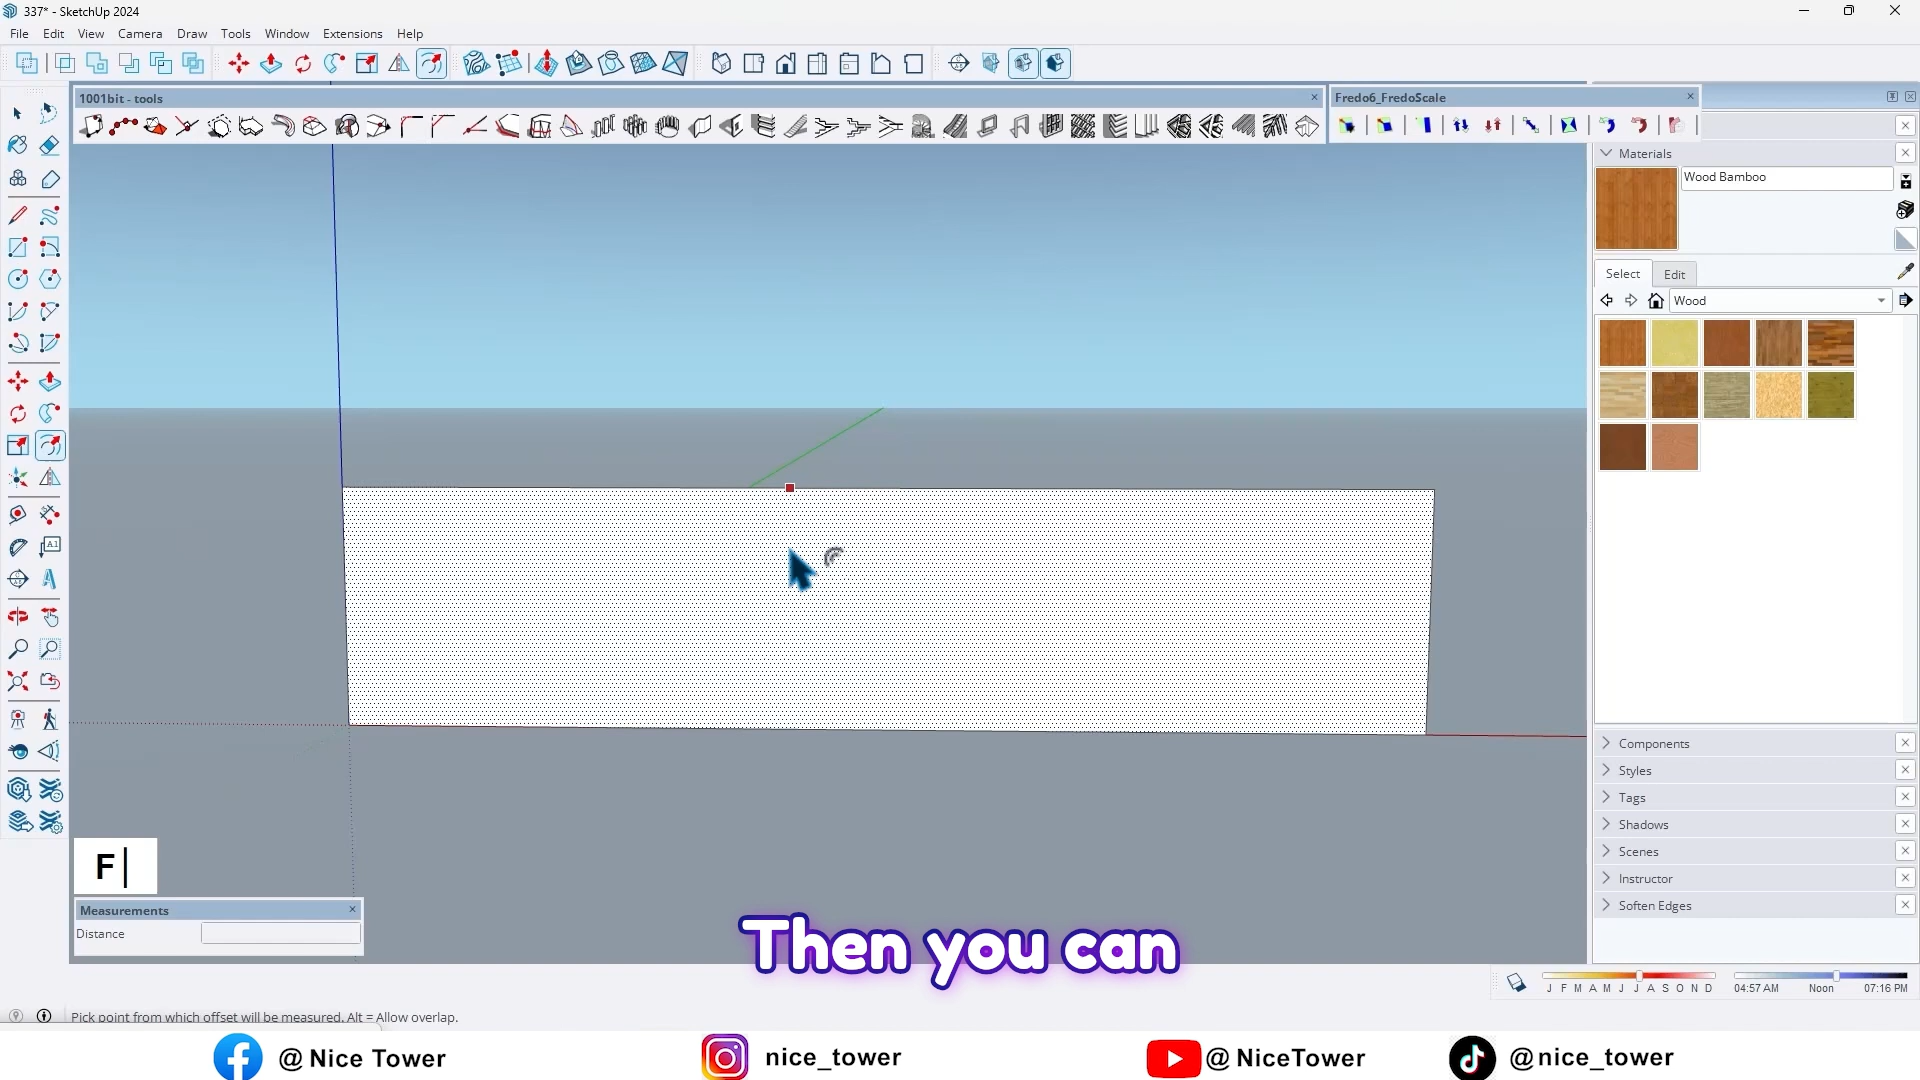 337* - SketchUp 2024
File Edit View Camera Draw Tools Window Extensions Help
1001bit - tools
Fredo6_FredoScale
Materials
Wood Bamboo
Select Edit
Wood
A1
Components
Styles
Tags
Shadows
Scenes
Instructor
Soften Edges
F
Measurements
Distance
Then you can
J F M A M J J A S O N D
04:57 AM Noon 07:16 PM
Pick point from which offset will be measured. Alt = Allow overlap.
@ Nice Tower
nice_tower
@ NiceTower
@nice_tower